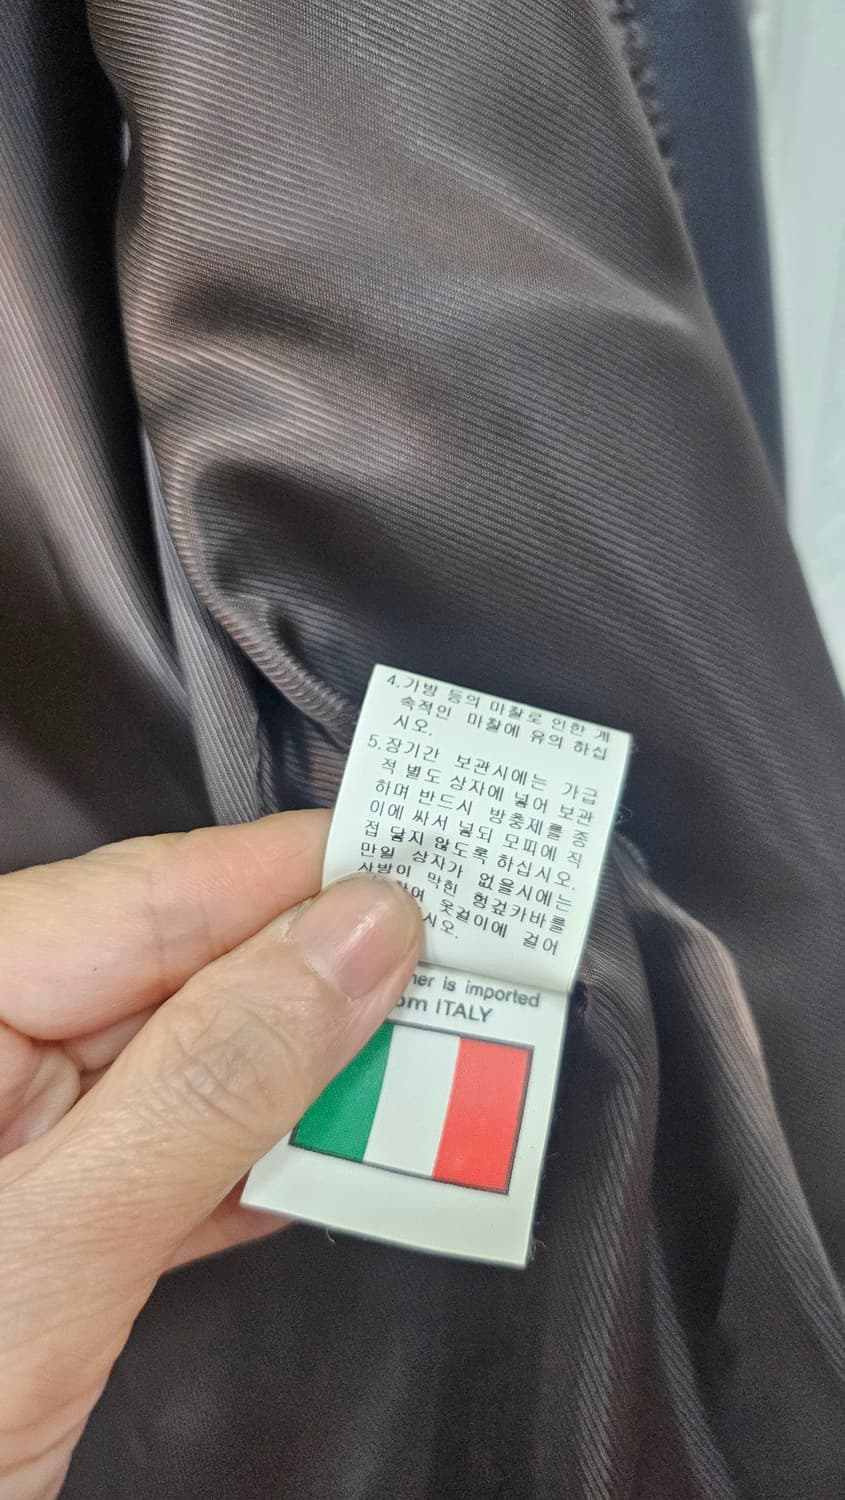 4.가방 등의 마찰로 인한 계
속적인 마찰에 유의 하십
시오.
5.장기간 보관시에는 가급
적 별도 상자에 넣어 보관
하며 반드시 방충제를 종
이에 싸서 넣되 모피에 직
접 닿지 않도록 하십시오.
만일 상자가 없을시에는
사방이 막힌 헝겊카바를
옷걸이에 걸어
시오.
is imported
ITALY